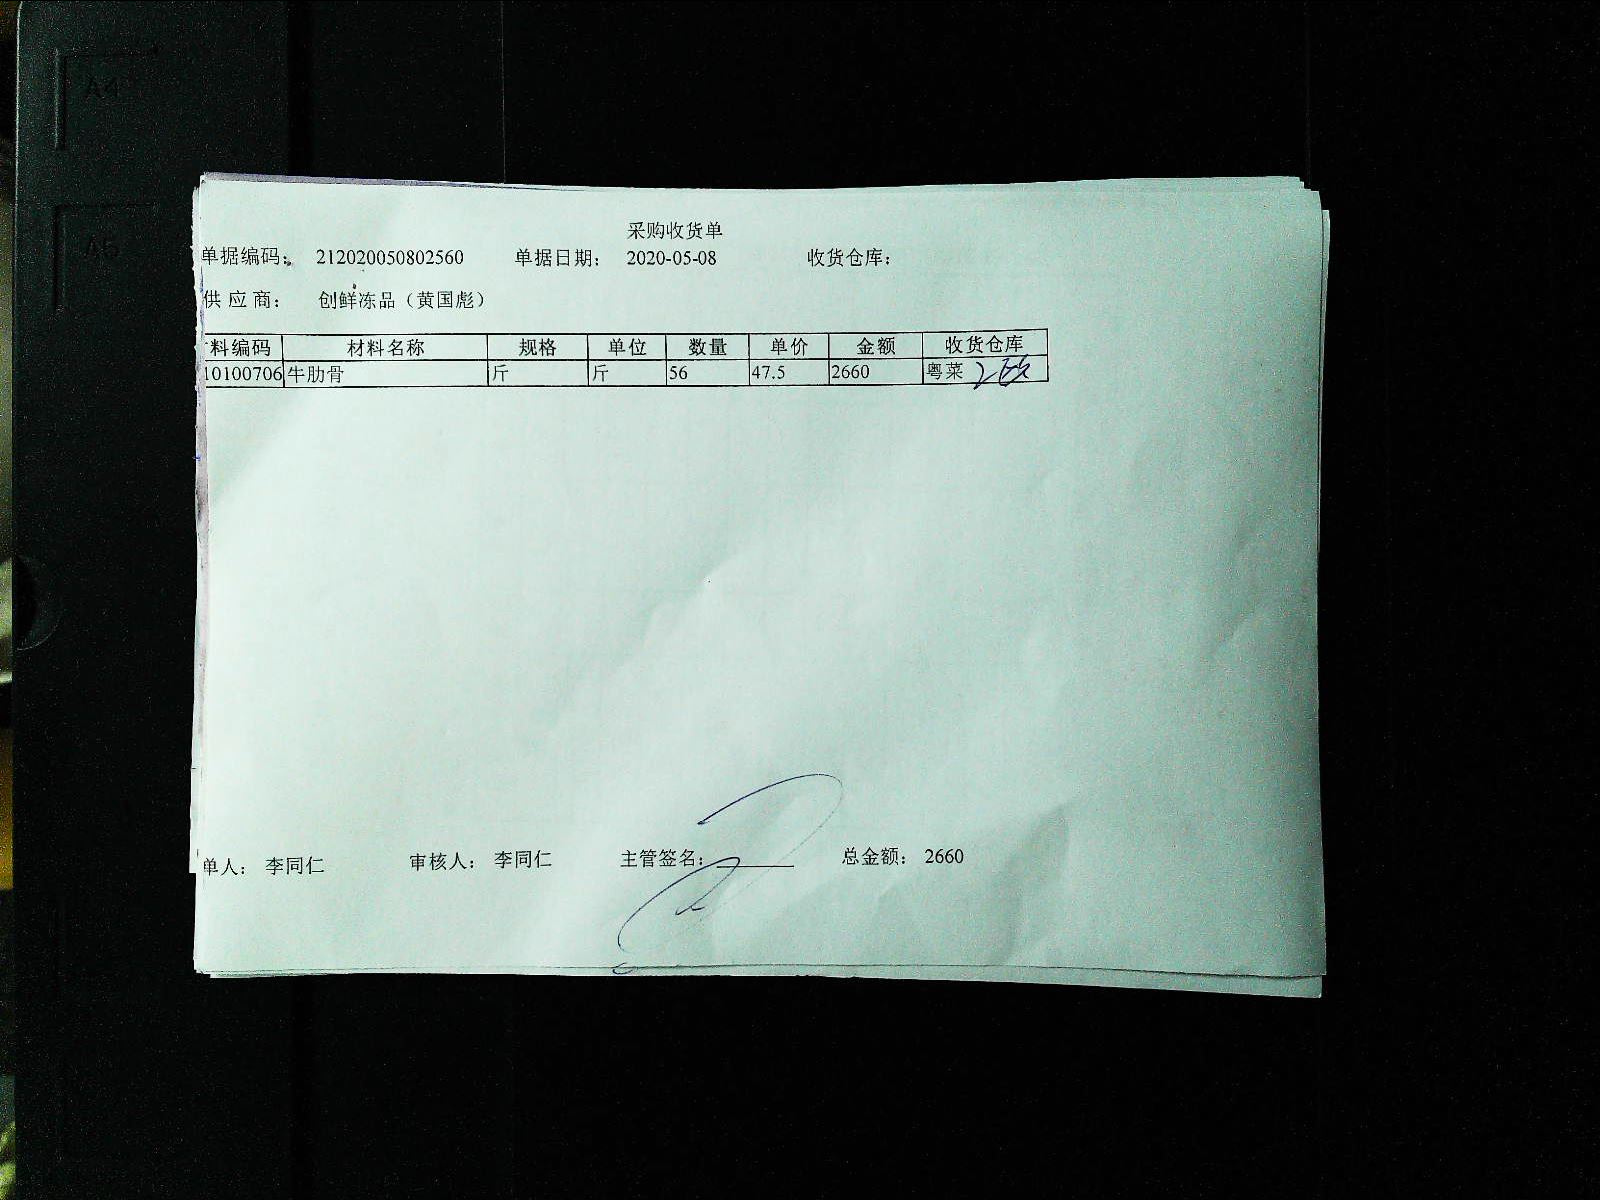 A4
A5
采购收货单
单据编码： 212020050802560 单据日期： 2020-05-08 收货仓库：
供应商： 创鲜冻品（黄国彪）
料编码 材料名称 规格 单位 数量 单价 金额 收货仓库
10100706 牛肋骨 斤 斤 56 47.5 2660 粤菜
单人： 李同仁 审核人： 李同仁 主管签名： 总金额： 2660